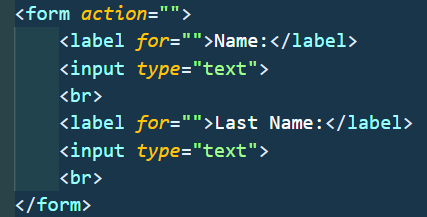 <form action="">
    <label for="">Name:</label>
    <input type="text">
    <br>
    <label for="">Last Name:</label>
    <input type="text">
    <br>
</form>